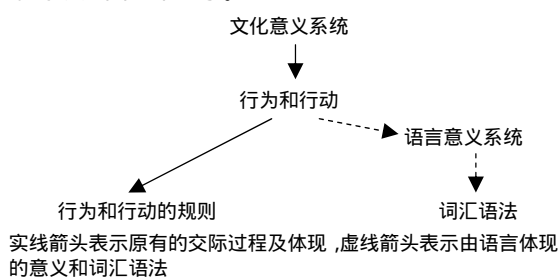 文化意义系统
行为和行动
语言意义系统
行为和行动的规则
词汇语法
实线箭头表示原有的交际过程及体现,虚线箭头表示由语言体现
的意义和词汇语法